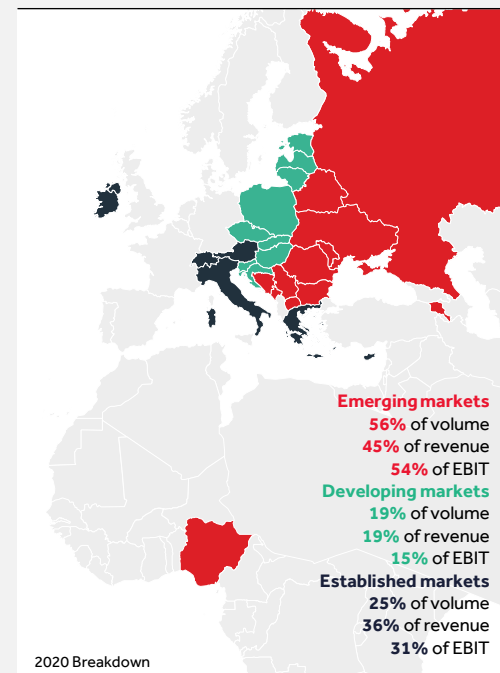 Emerging markets
56% of volume
45% of revenue
54% of EBIT
Developing markets
19% of volume
19% of revenue
15% of EBIT
Established markets
25% of volume
36% of revenue
31% of EBIT
2020 Breakdown